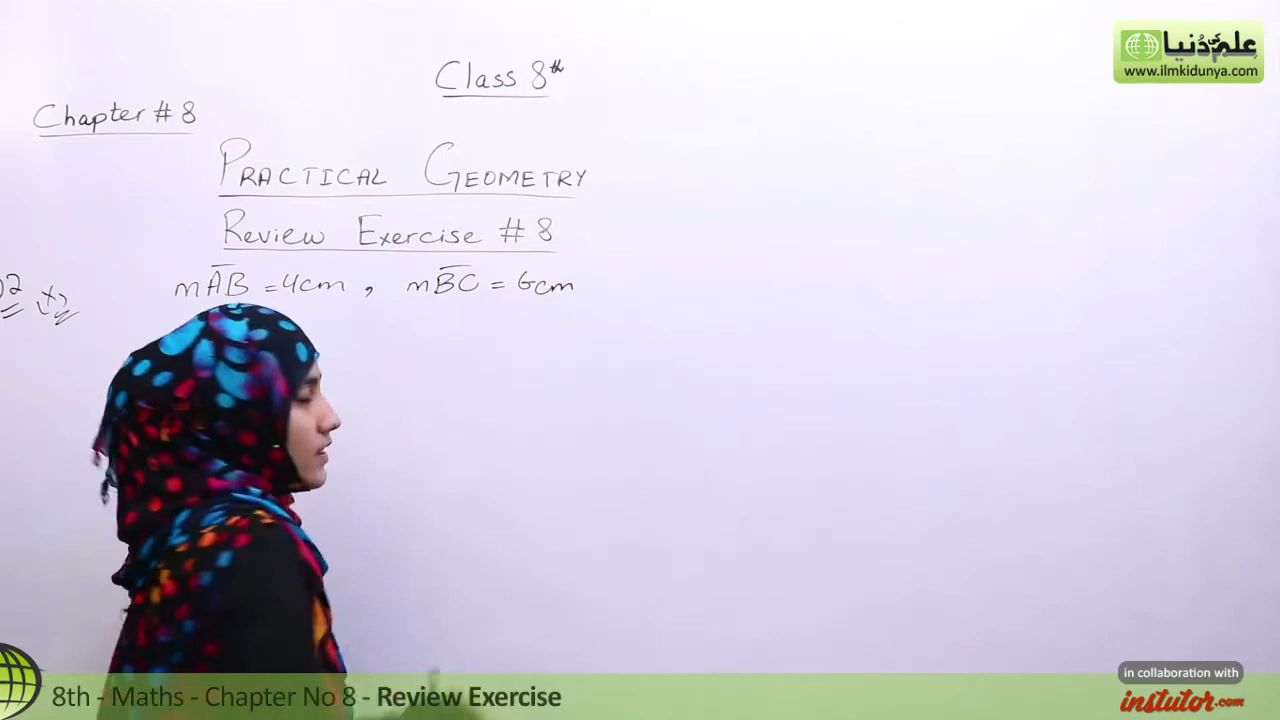 علم کی دُنیا
www.ilmkidunya.com
Class 8th
Chapter # 8
PRACTICAL GEOMETRY
Review Exercise # 8
mAB = 4cm , mBC = 6cm
8th - Maths - Chapter No 8 - Review Exercise
in collaboration with
instutor.com